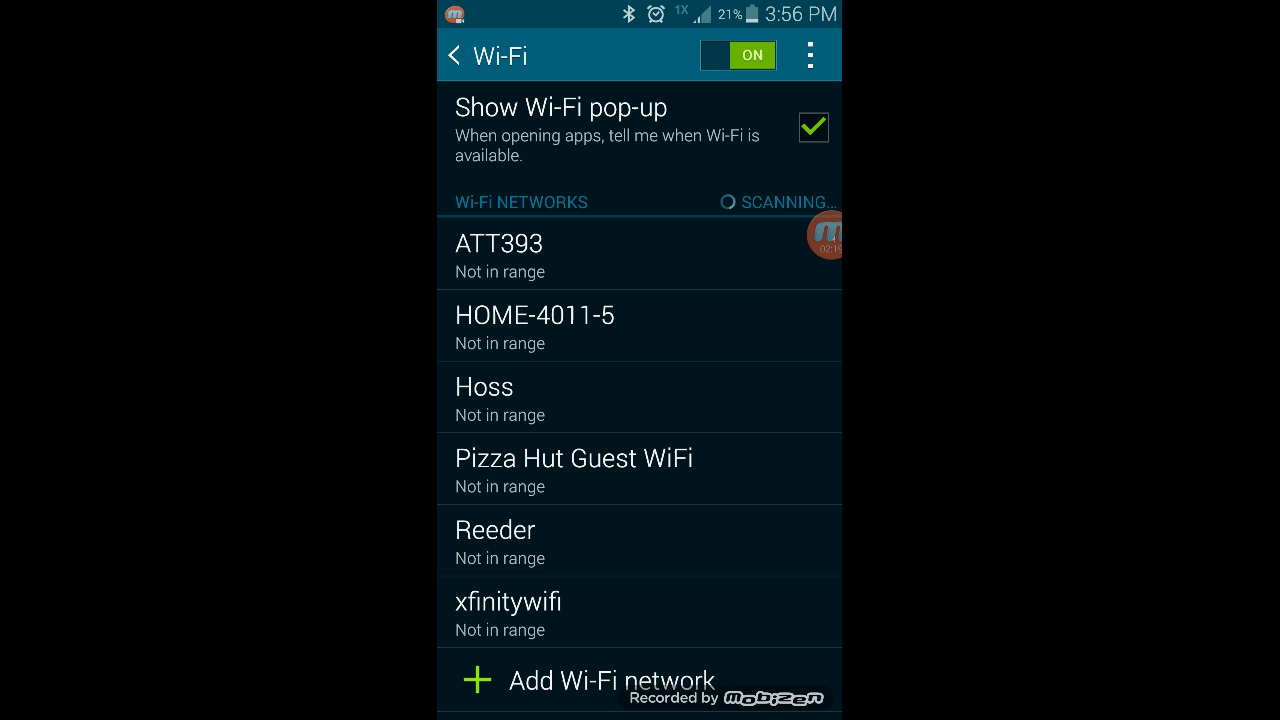 1X 21% 3:56 PM
Wi-Fi ON
Show Wi-Fi pop-up
When opening apps, tell me when Wi-Fi is
available.
Wi-Fi NETWORKS SCANNING...
ATT393
02:19
Not in range
HOME-4011-5
Not in range
Hoss
Not in range
Pizza Hut Guest WiFi
Not in range
Reeder
Not in range
xfinitywifi
Not in range
Add Wi-Fi network
Recorded by mobizen